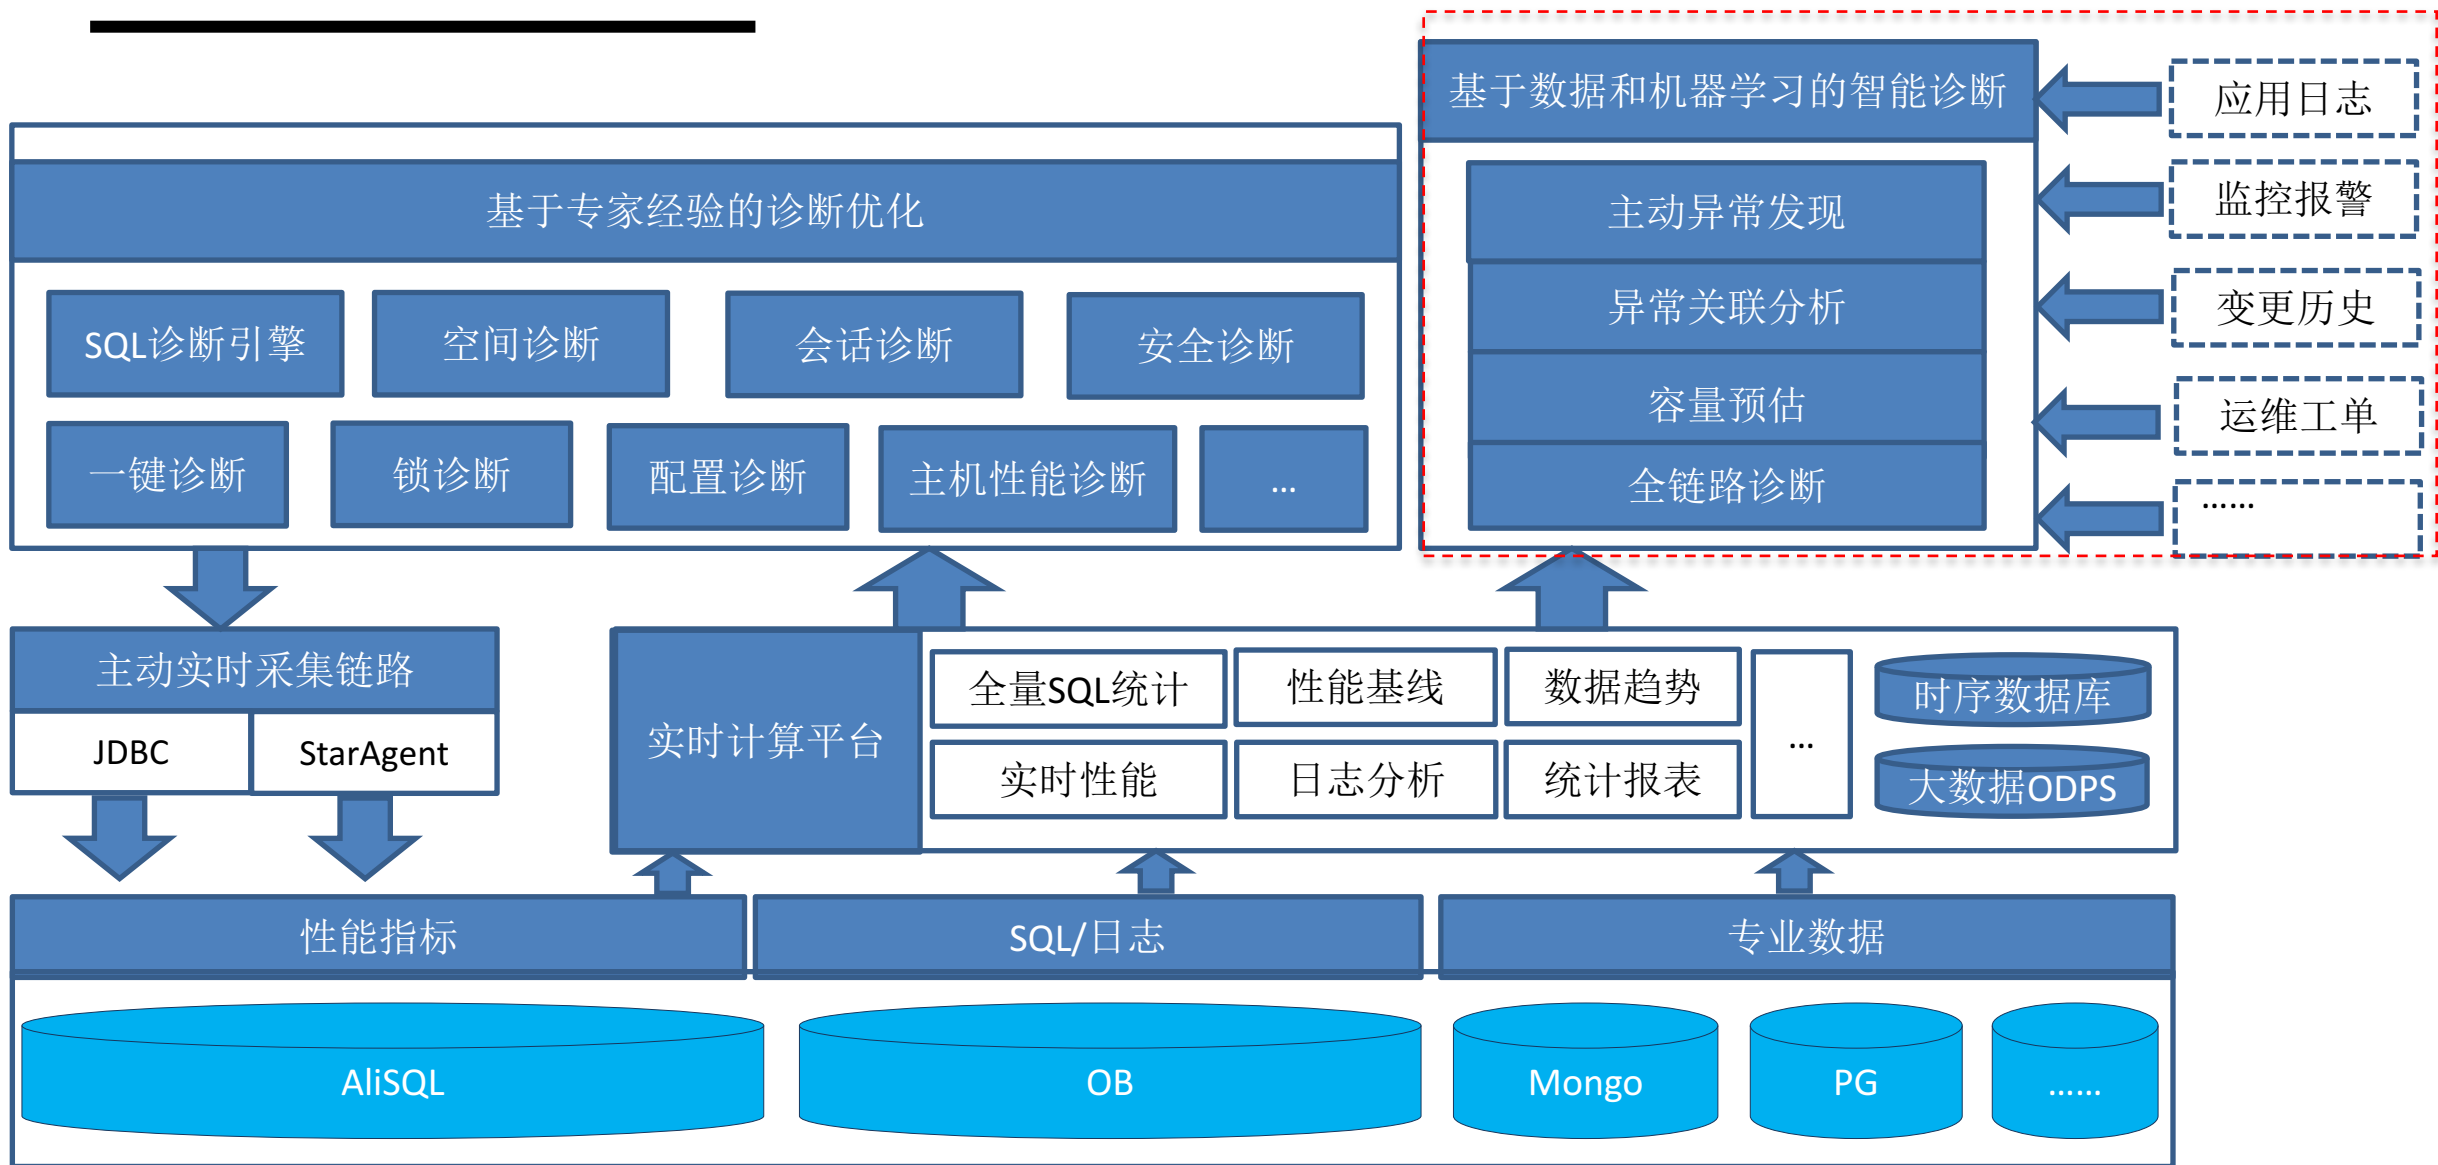 基于数据和机器学习的智能诊断
应用日志
主动异常发现
监控报警
异常关联分析
变更历史
容量预估
运维工单
全链路诊断
……
基于专家经验的诊断优化
SQL诊断引擎
空间诊断
会话诊断
安全诊断
一键诊断
锁诊断
配置诊断
主机性能诊断
...
主动实时采集链路
JDBC
StarAgent
实时计算平台
全量SQL统计
性能基线
数据趋势
...
时序数据库
实时性能
日志分析
统计报表
大数据ODPS
性能指标
SQL/日志
专业数据
AliSQL
OB
Mongo
PG
……